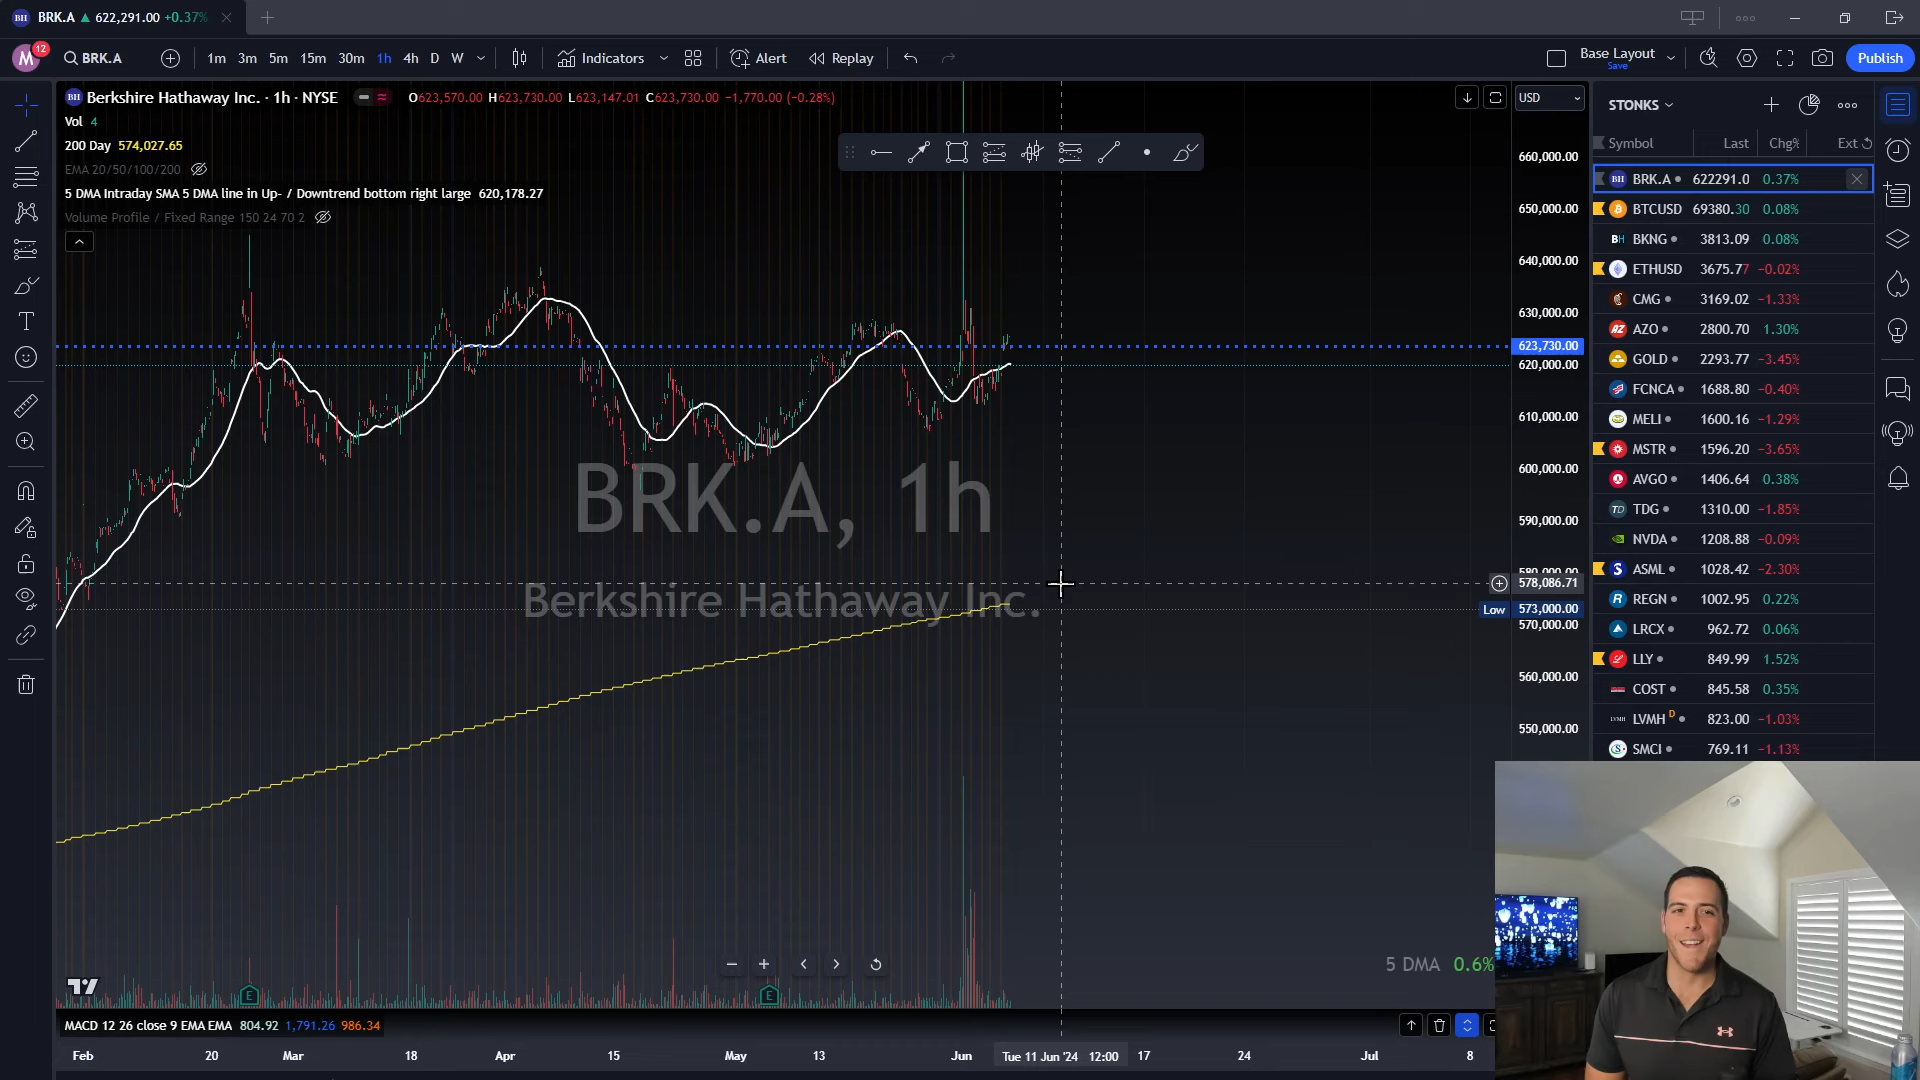 BRK.A ▲ 622,291.00 +0.37%
M 12 BRK.A 1m 3m 5m 15m 30m 1h 4h D W Indicators Alert Replay Base Layout Save Publish
Berkshire Hathaway Inc. · 1h · NYSE O623,570.00 H623,730.00 L623,147.01 C623,730.00 −1,770.00 (−0.28%) USD
Vol 4
200 Day 574,027.65
EMA 20/50/100/200
5 DMA Intraday SMA 5 DMA line in Up- / Downtrend bottom right large 620,178.27
Volume Profile / Fixed Range 150 24 70 2
660,000.00
650,000.00
640,000.00
630,000.00
623,730.00
620,000.00
610,000.00
600,000.00
590,000.00
580,000.00
578,086.71
Low 573,000.00
570,000.00
560,000.00
550,000.00
BRK.A, 1h
Berkshire Hathaway Inc.
5 DMA 0.6%
E E
MACD 12 26 close 9 EMA EMA 804.92 1,791.26 986.34
Feb 20 Mar 18 Apr 15 May 13 Jun Tue 11 Jun '24 12:00 17 24 Jul 8
STONKS
Symbol Last Chg% Ext
BRK.A 622291.0 0.37%
BTCUSD 69380.30 0.08%
BKNG 3813.09 0.08%
ETHUSD 3675.77 −0.02%
CMG 3169.02 −1.33%
AZO 2800.70 1.30%
GOLD 2293.77 −3.45%
FCNCA 1688.80 −0.40%
MELI 1600.16 −1.29%
MSTR 1596.20 −3.65%
AVGO 1406.64 0.38%
TDG 1310.00 −1.85%
NVDA 1208.88 −0.09%
ASML 1028.42 −2.30%
REGN 1002.95 0.22%
LRCX 962.72 0.06%
LLY 849.99 1.52%
COST 845.58 0.35%
LVMH D 823.00 −1.03%
SMCI 769.11 −1.13%